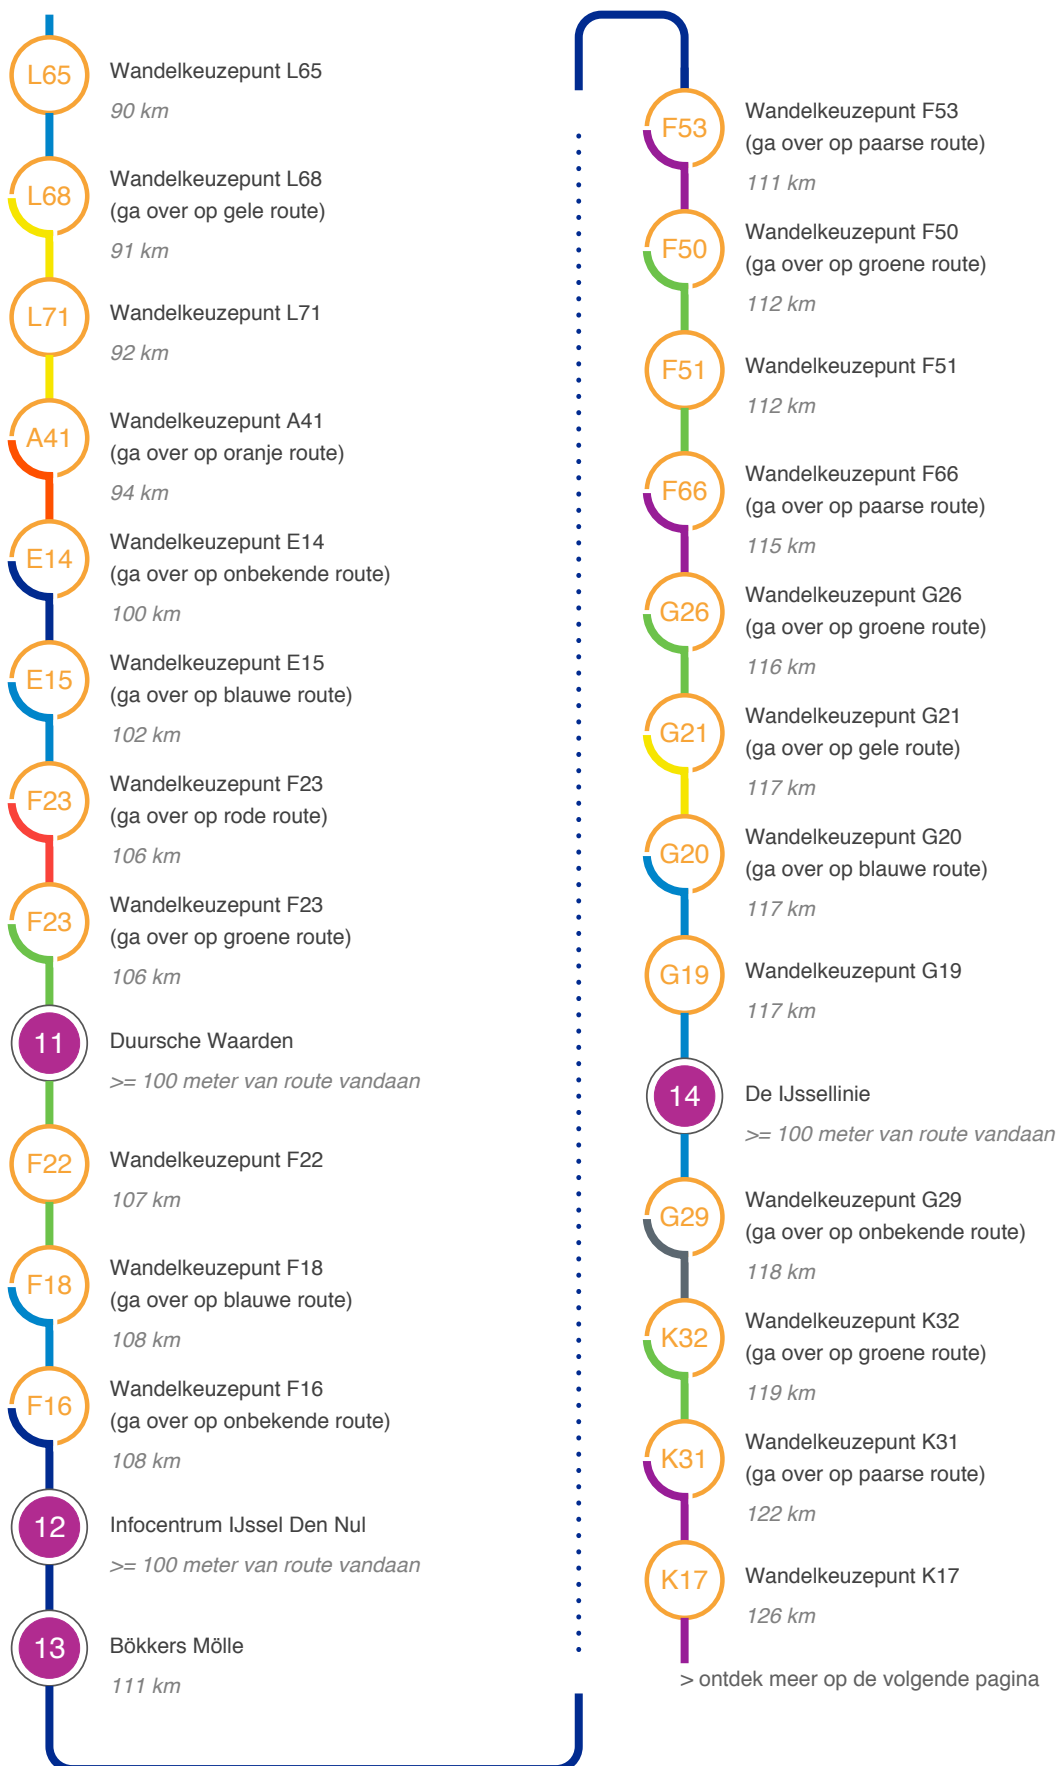 L65
Wandelkeuzepunt L65
90 km
L68
Wandelkeuzepunt L68
(ga over op gele route)
91 km
L71
Wandelkeuzepunt L71
92 km
A41
Wandelkeuzepunt A41
(ga over op oranje route)
94 km
E14
Wandelkeuzepunt E14
(ga over op onbekende route)
100 km
E15
Wandelkeuzepunt E15
(ga over op blauwe route)
102 km
F23
Wandelkeuzepunt F23
(ga over op rode route)
106 km
F23
Wandelkeuzepunt F23
(ga over op groene route)
106 km
11
Duursche Waarden
>= 100 meter van route vandaan
F22
Wandelkeuzepunt F22
107 km
F18
Wandelkeuzepunt F18
(ga over op blauwe route)
108 km
F16
Wandelkeuzepunt F16
(ga over op onbekende route)
108 km
12
Infocentrum IJssel Den Nul
>= 100 meter van route vandaan
13
Bökkers Mölle
111 km
F53
Wandelkeuzepunt F53
(ga over op paarse route)
111 km
F50
Wandelkeuzepunt F50
(ga over op groene route)
112 km
F51
Wandelkeuzepunt F51
112 km
F66
Wandelkeuzepunt F66
(ga over op paarse route)
115 km
G26
Wandelkeuzepunt G26
(ga over op groene route)
116 km
G21
Wandelkeuzepunt G21
(ga over op gele route)
117 km
G20
Wandelkeuzepunt G20
(ga over op blauwe route)
117 km
G19
Wandelkeuzepunt G19
117 km
14
De IJssellinie
>= 100 meter van route vandaan
G29
Wandelkeuzepunt G29
(ga over op onbekende route)
118 km
K32
Wandelkeuzepunt K32
(ga over op groene route)
119 km
K31
Wandelkeuzepunt K31
(ga over op paarse route)
122 km
K17
Wandelkeuzepunt K17
126 km
> ontdek meer op de volgende pagina